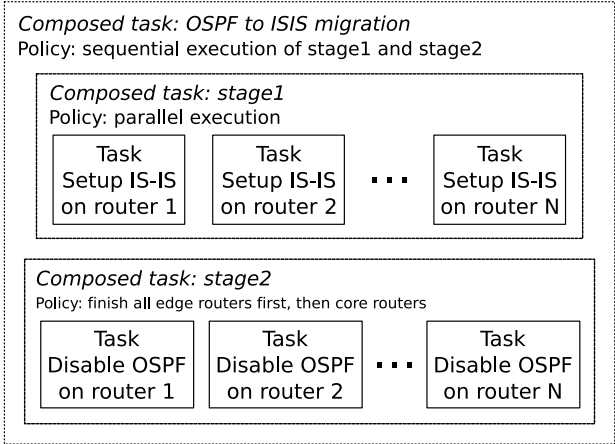 Composed task: OSPF to ISIS migration
Policy: sequential execution of stage1 and stage2
Composed task: stage1
Policy: parallel execution
Task
Setup IS-IS
on router 1
Task
Setup IS-IS
on router 2
Task
Setup IS-IS
on router N
Composed task: stage2
Policy: finish all edge routers first, then core routers
Task
Disable OSPF
on router 1
Task
Disable OSPF
on router 2
Task
Disable OSPF
on router N